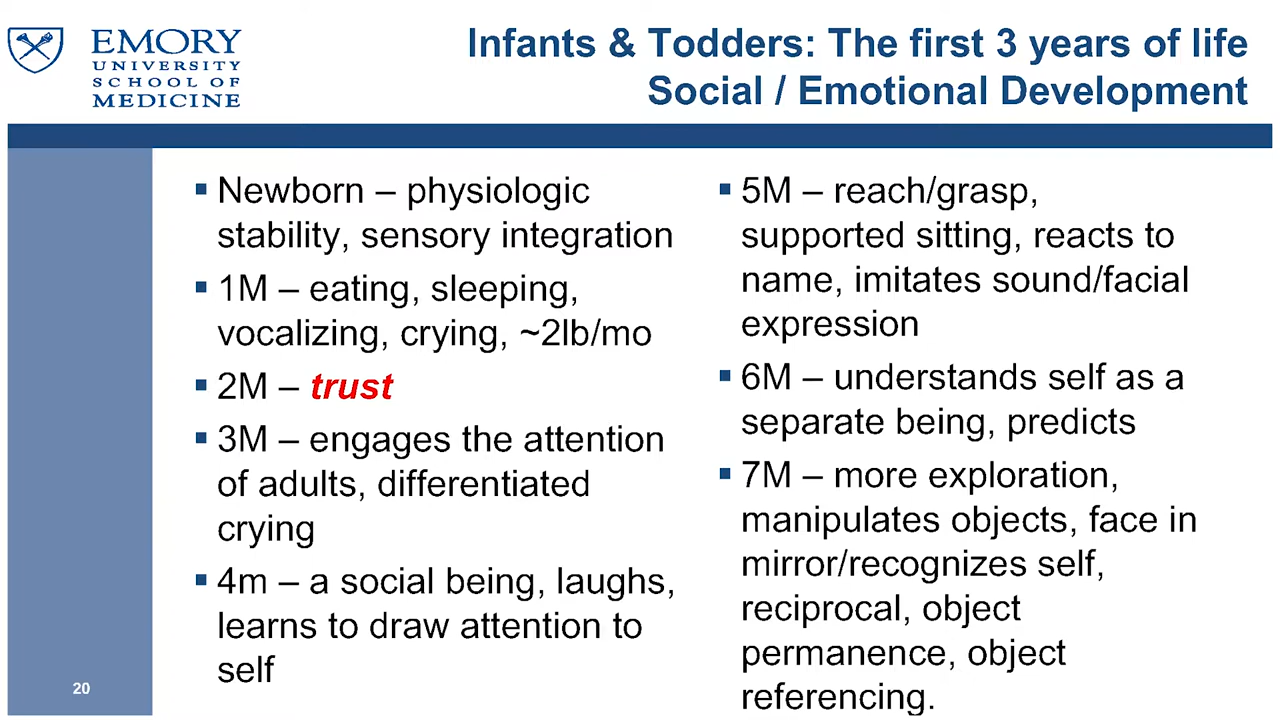 EMORY
UNIVERSITY
SCHOOL OF
MEDICINE
Infants & Todders: The first 3 years of life
Social / Emotional Development
▪ Newborn – physiologic
stability, sensory integration
▪ 1M – eating, sleeping,
vocalizing, crying, ~2lb/mo
▪ 2M – trust
▪ 3M – engages the attention
of adults, differentiated
crying
▪ 4m – a social being, laughs,
learns to draw attention to
self
▪ 5M – reach/grasp,
supported sitting, reacts to
name, imitates sound/facial
expression
▪ 6M – understands self as a
separate being, predicts
▪ 7M – more exploration,
manipulates objects, face in
mirror/recognizes self,
reciprocal, object
permanence, object
referencing.
20